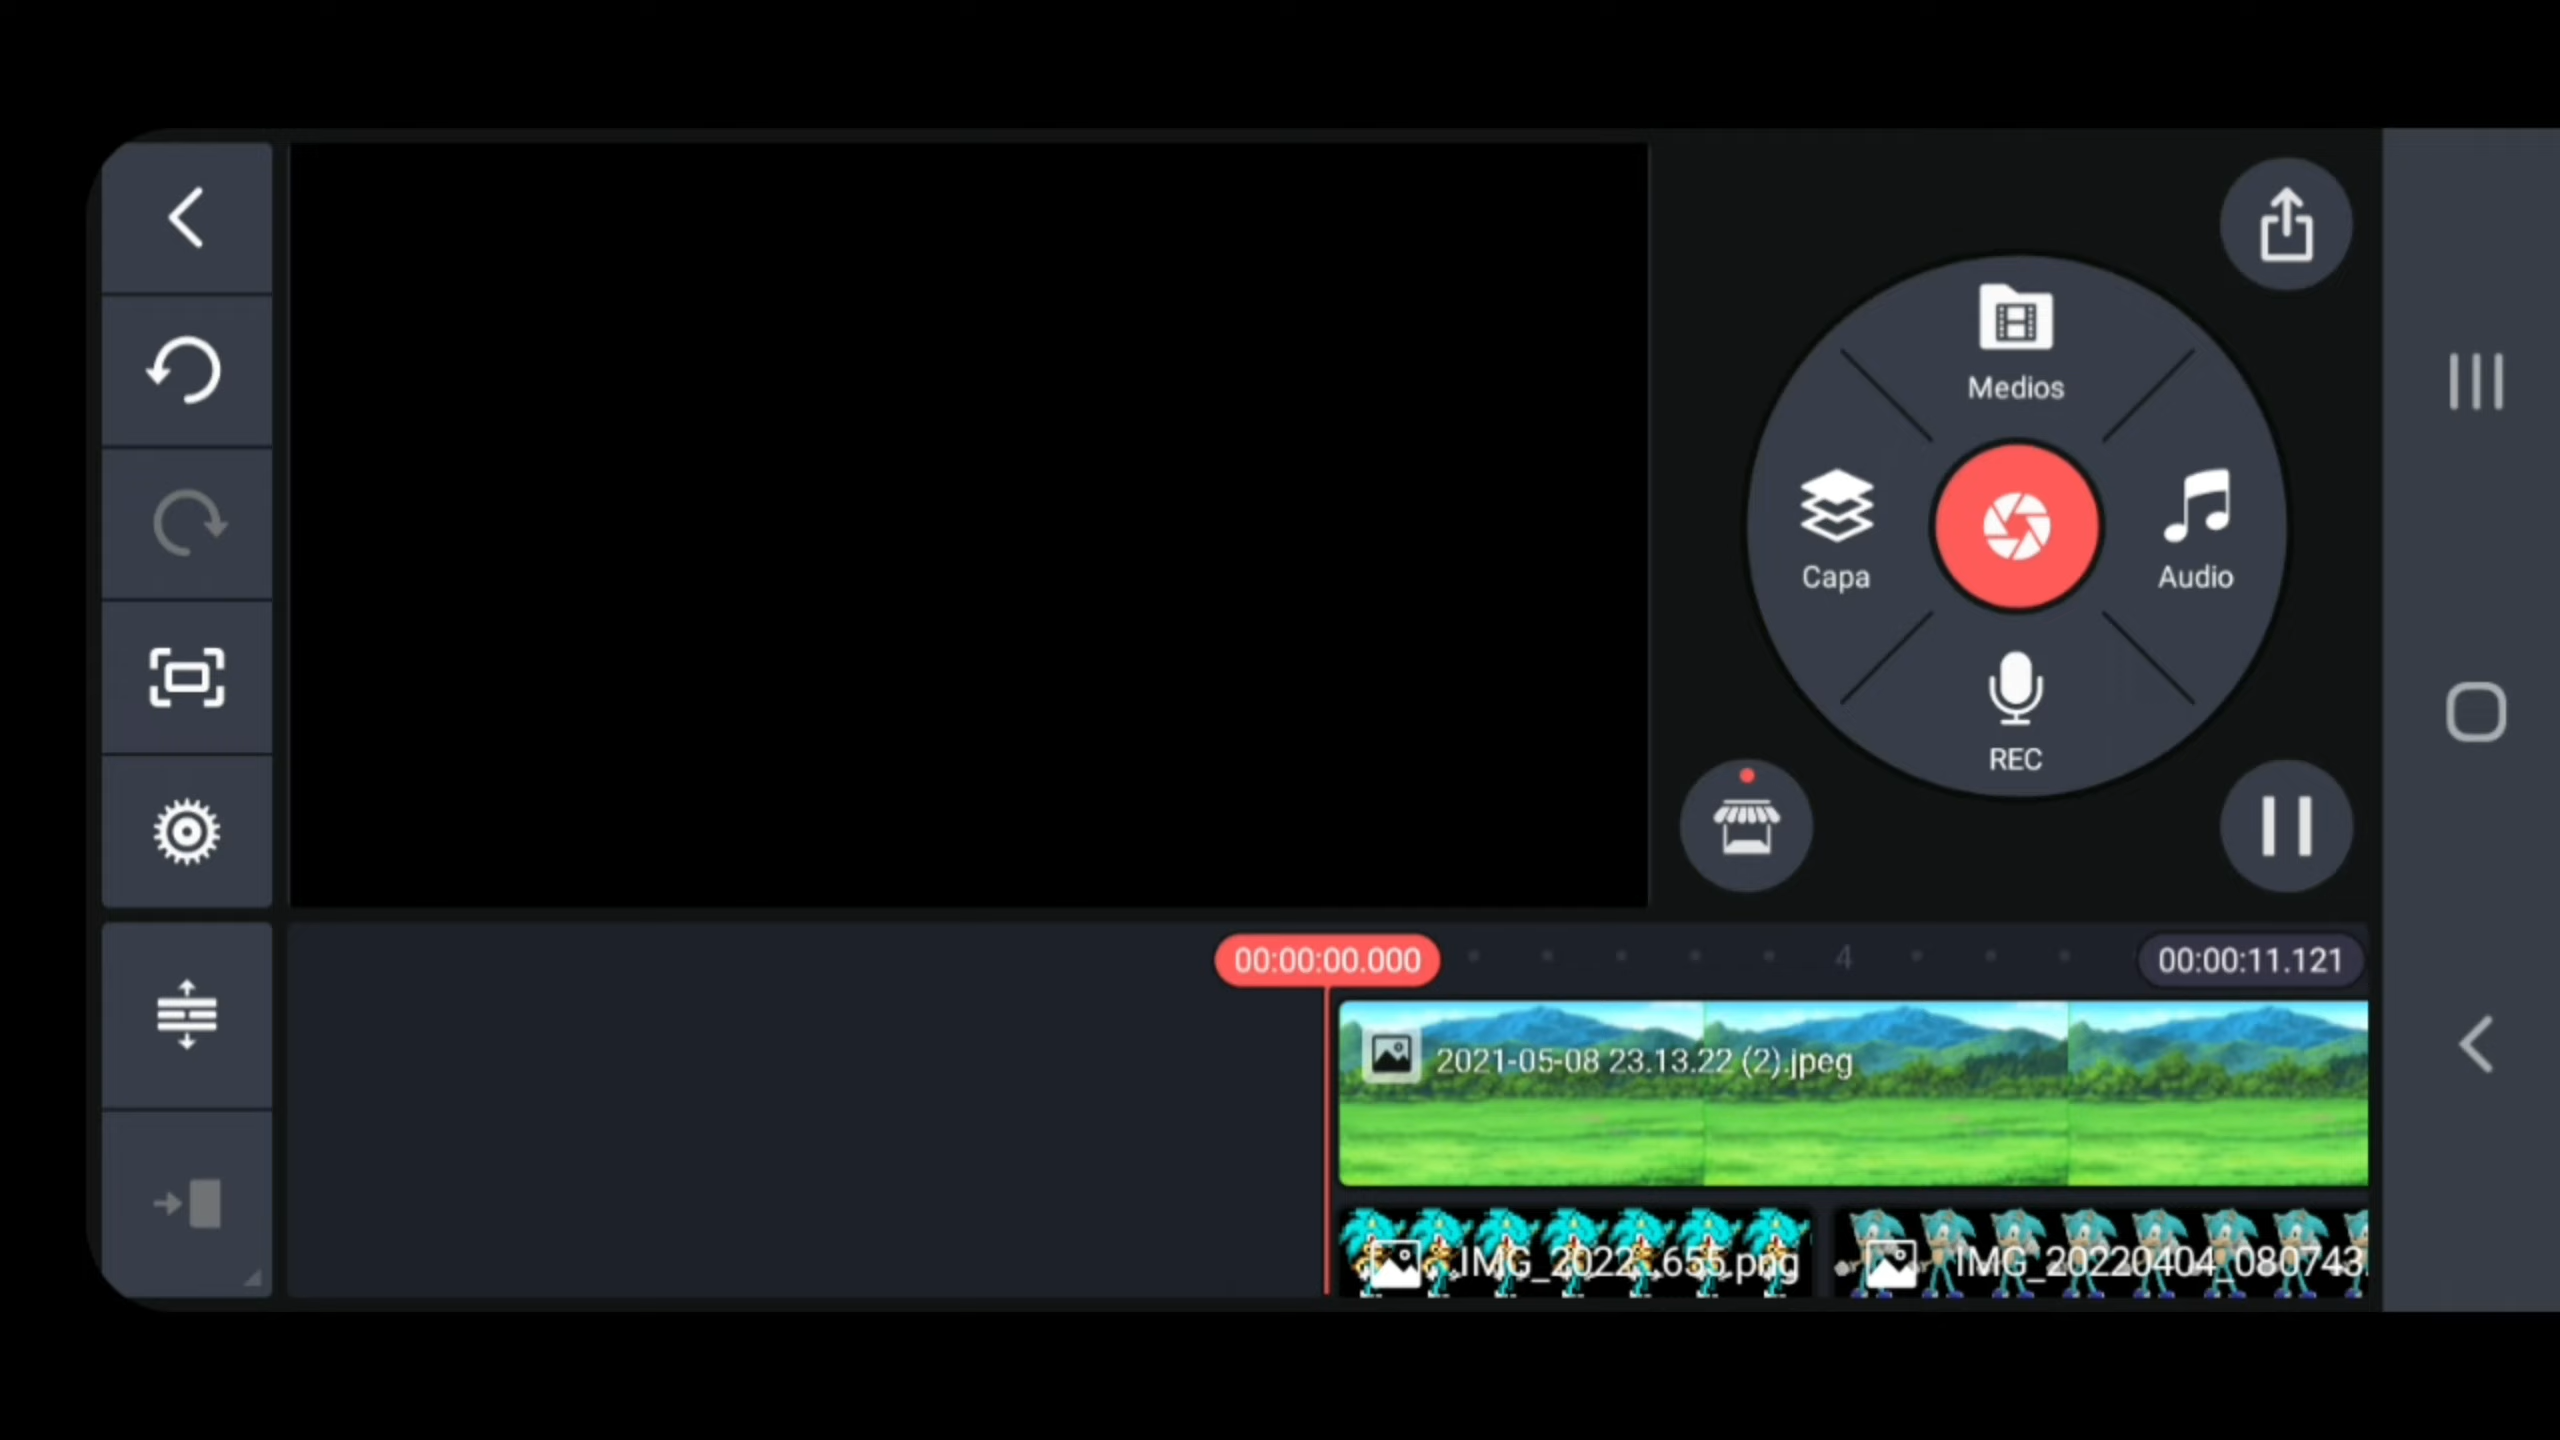 Medios
Capa
Audio
REC
00:00:00.000
4
00:00:11.121
2021-05-08 23.13.22 (2).jpeg
IMG_2022...655.png
IMG_20220404_080743.